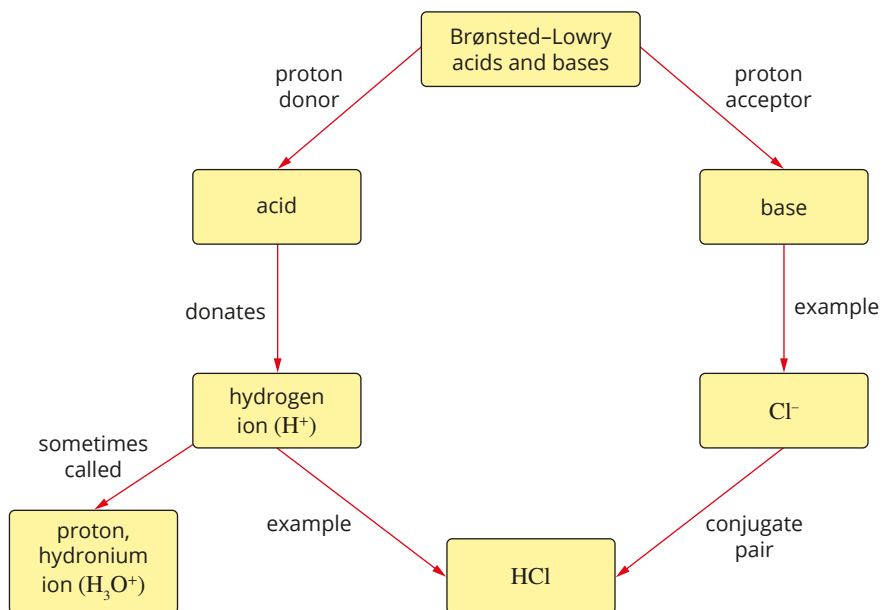 Brønsted–Lowry
acids and bases
proton
donor
proton
acceptor
acid
base
donates
example
hydrogen
ion (H⁺)
Cl⁻
sometimes
called
example
conjugate
pair
proton,
hydronium
ion (H₃O⁺)
HCl